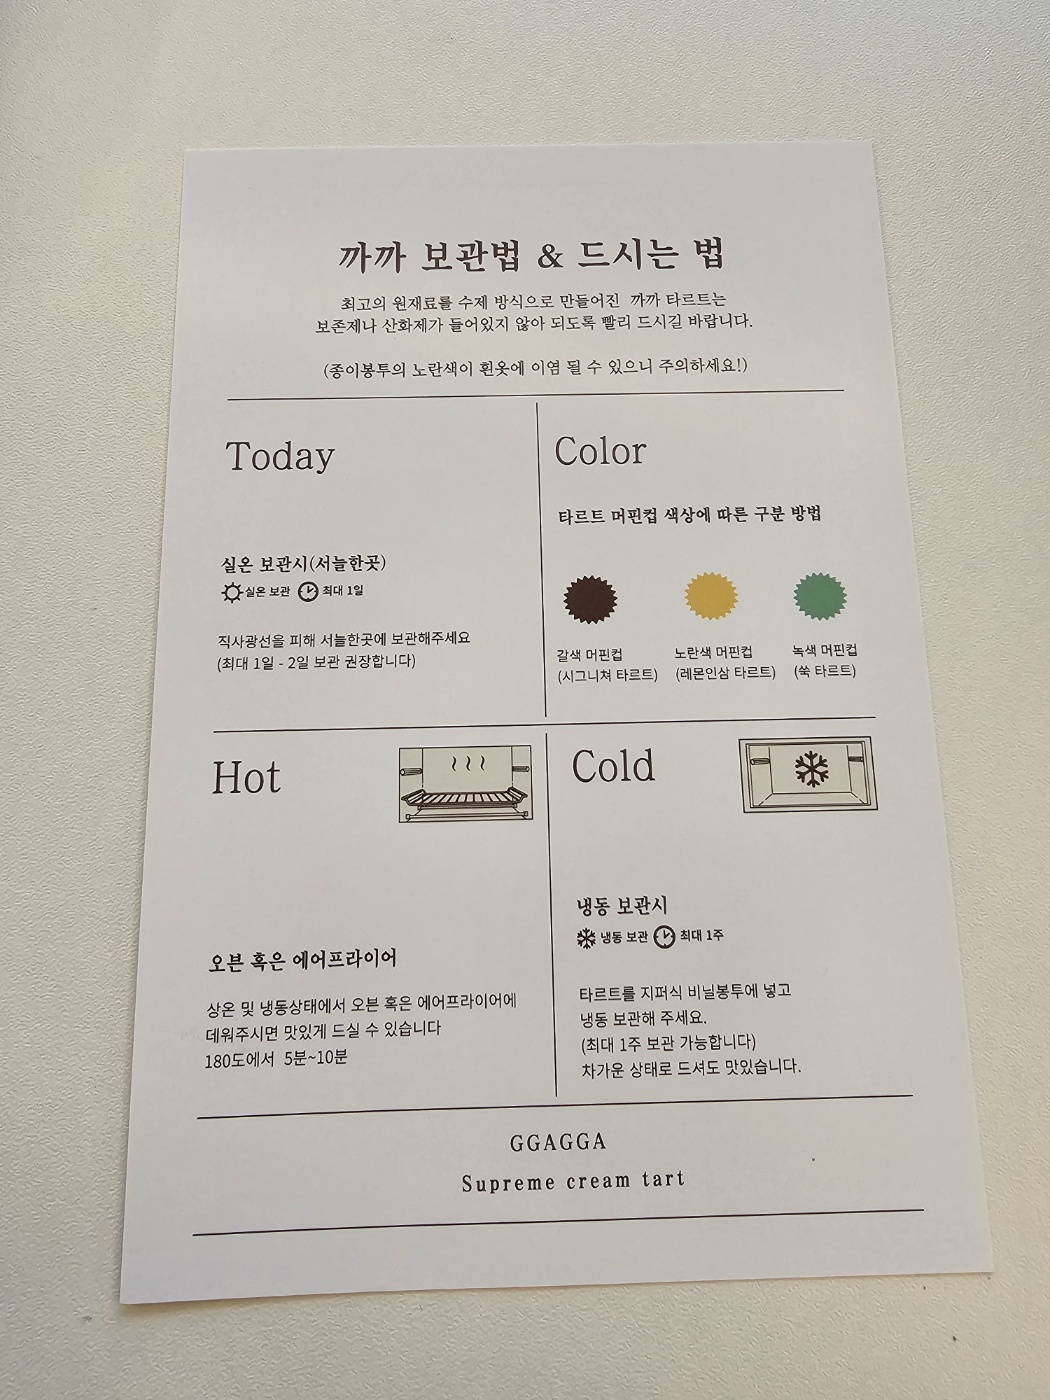 까까 보관법 & 드시는 법
최고의 원재료를 수제 방식으로 만들어진 까까 타르트는
보존제나 산화제가 들어있지 않아 되도록 빨리 드시길 바랍니다.
(종이봉투의 노란색이 흰옷에 이염 될 수 있으니 주의하세요!)
Today
실온 보관시(서늘한곳)
실온 보관 최대 1일
직사광선을 피해 서늘한곳에 보관해주세요
(최대 1일 - 2일 보관 권장합니다)
Color
타르트 머핀컵 색상에 따른 구분 방법
갈색 머핀컵
(시그니쳐 타르트)
노란색 머핀컵
(레몬인삼 타르트)
녹색 머핀컵
(쑥 타르트)
Hot
오븐 혹은 에어프라이어
상온 및 냉동상태에서 오븐 혹은 에어프라이어에
데워주시면 맛있게 드실 수 있습니다
180도에서 5분~10분
Cold
냉동 보관시
냉동 보관 최대 1주
타르트를 지퍼식 비닐봉투에 넣고
냉동 보관해 주세요.
(최대 1주 보관 가능합니다)
차가운 상태로 드셔도 맛있습니다.
GGAGGA
Supreme cream tart